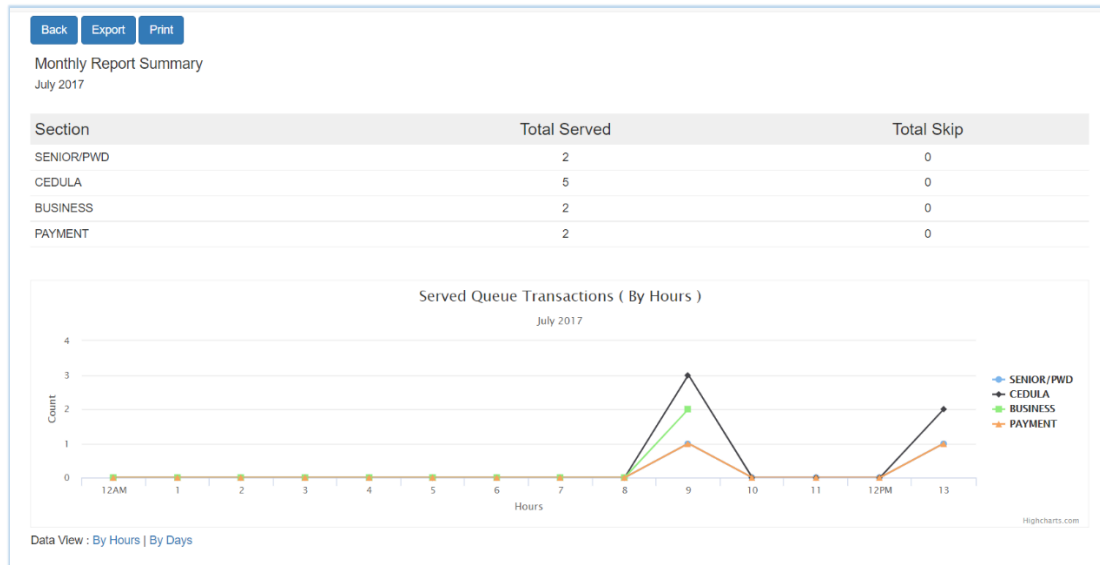 Back Export Print
Monthly Report Summary
July 2017
Section Total Served Total Skip
SENIOR/PWD 2 0
CEDULA 5 0
BUSINESS 2 0
PAYMENT 2 0
Served Queue Transactions ( By Hours )
July 2017
4
3
2
1
0
Count
12AM 1 2 3 4 5 6 7 8 9 10 11 12PM 13
Hours
SENIOR/PWD
CEDULA
BUSINESS
PAYMENT
Highcharts.com
Data View : By Hours | By Days